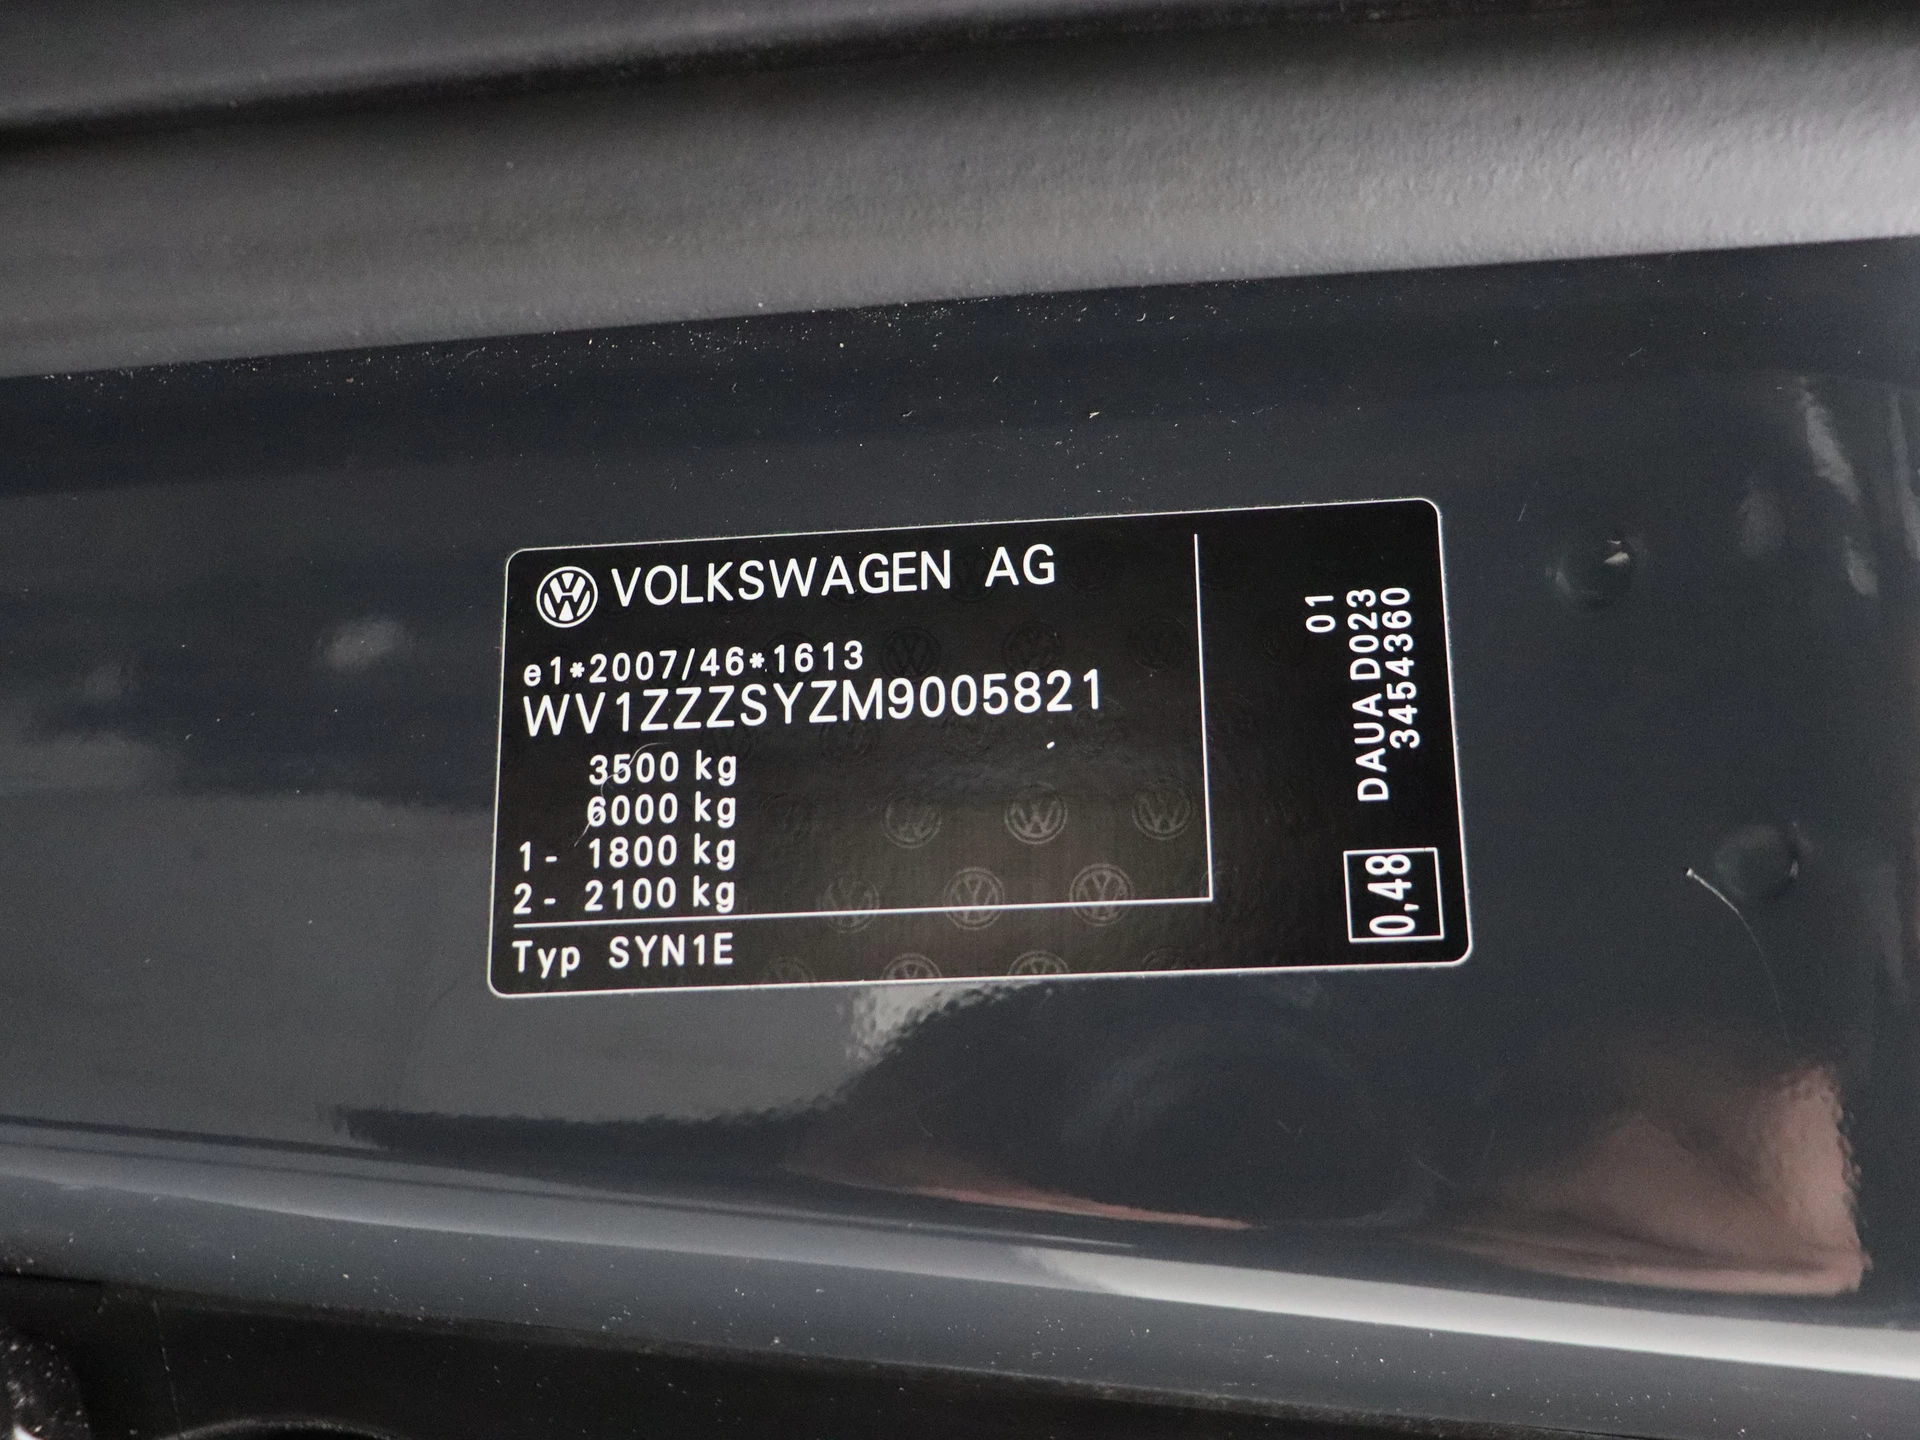 VOLKSWAGEN AG
e1*2007/46*1613
WV1ZZZSYZM9005821
3500 kg
6000 kg
1- 1800 kg
2- 2100 kg
Typ SYN1E
01
DAUA D023
3454360
0,48